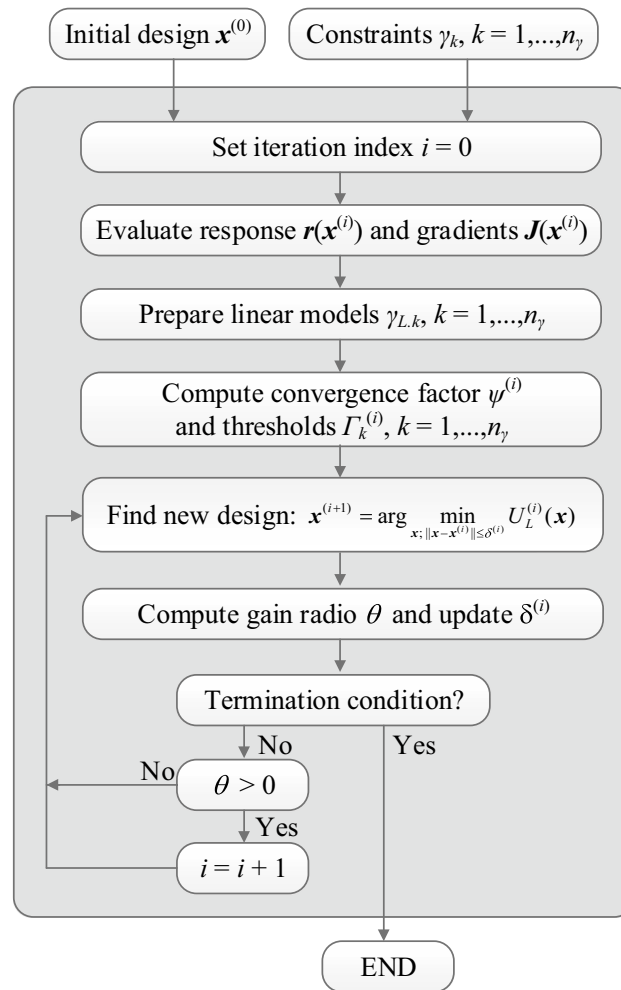 Initial design x^(0)
Constraints γ_k, k = 1,...,n_γ
Set iteration index i = 0
Evaluate response r(x^(i)) and gradients J(x^(i))
Prepare linear models γ_L.k, k = 1,...,n_γ
Compute convergence factor ψ^(i)
and thresholds Γ_k^(i), k = 1,...,n_γ
Find new design: x^(i+1) = arg min_{x; ||x−x^(i)||≤δ^(i)} U_L^(i)(x)
Compute gain radio θ and update δ^(i)
Termination condition?
No
Yes
No
θ > 0
Yes
i = i + 1
END